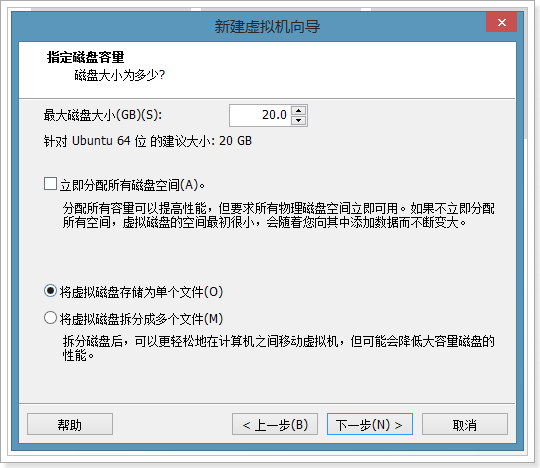 新建虚拟机向导
指定磁盘容量
磁盘大小为多少?
最大磁盘大小(GB)(S): 20.0
针对 Ubuntu 64 位 的建议大小: 20 GB
立即分配所有磁盘空间(A)。
分配所有容量可以提高性能，但要求所有物理磁盘空间立即可用。如果不立即分配
所有空间，虚拟磁盘的空间最初很小，会随着您向其中添加数据而不断变大。
将虚拟磁盘存储为单个文件(O)
将虚拟磁盘拆分成多个文件(M)
拆分磁盘后，可以更轻松地在计算机之间移动虚拟机，但可能会降低大容量磁盘的
性能。
帮助 < 上一步(B) 下一步(N) > 取消